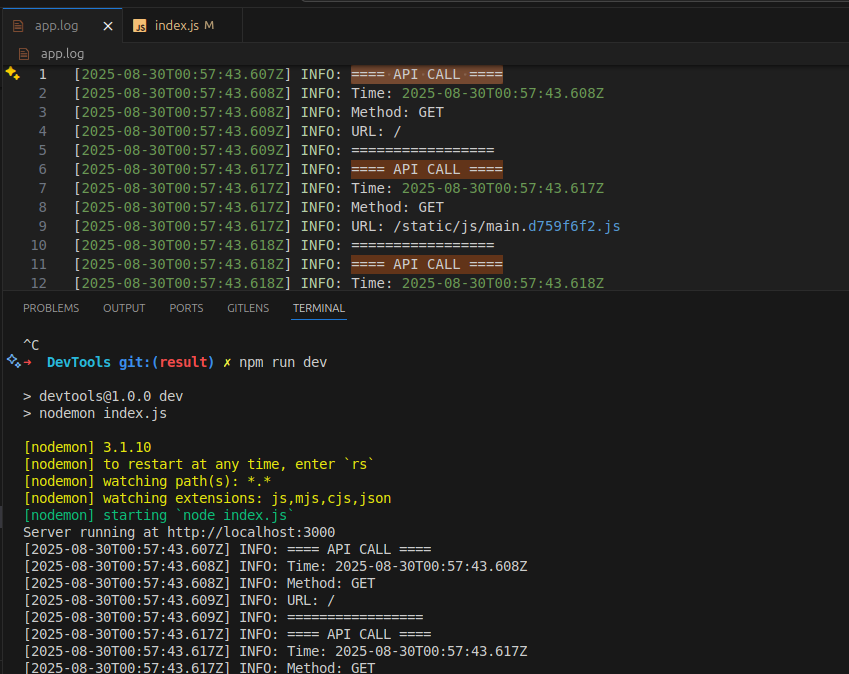 app.log
index.js M
app.log
1 [2025-08-30T00:57:43.607Z] INFO: ==== API CALL ====
2 [2025-08-30T00:57:43.608Z] INFO: Time: 2025-08-30T00:57:43.608Z
3 [2025-08-30T00:57:43.608Z] INFO: Method: GET
4 [2025-08-30T00:57:43.609Z] INFO: URL: /
5 [2025-08-30T00:57:43.609Z] INFO: =================
6 [2025-08-30T00:57:43.617Z] INFO: ==== API CALL ====
7 [2025-08-30T00:57:43.617Z] INFO: Time: 2025-08-30T00:57:43.617Z
8 [2025-08-30T00:57:43.617Z] INFO: Method: GET
9 [2025-08-30T00:57:43.617Z] INFO: URL: /static/js/main.d759f6f2.js
10 [2025-08-30T00:57:43.618Z] INFO: =================
11 [2025-08-30T00:57:43.618Z] INFO: ==== API CALL ====
12 [2025-08-30T00:57:43.618Z] INFO: Time: 2025-08-30T00:57:43.618Z
PROBLEMS OUTPUT PORTS GITLENS TERMINAL
^C
➜ DevTools git:(result) ✗ npm run dev
> devtools@1.0.0 dev
> nodemon index.js
[nodemon] 3.1.10
[nodemon] to restart at any time, enter `rs`
[nodemon] watching path(s): *.*
[nodemon] watching extensions: js,mjs,cjs,json
[nodemon] starting `node index.js`
Server running at http://localhost:3000
[2025-08-30T00:57:43.607Z] INFO: ==== API CALL ====
[2025-08-30T00:57:43.608Z] INFO: Time: 2025-08-30T00:57:43.608Z
[2025-08-30T00:57:43.608Z] INFO: Method: GET
[2025-08-30T00:57:43.609Z] INFO: URL: /
[2025-08-30T00:57:43.609Z] INFO: =================
[2025-08-30T00:57:43.617Z] INFO: ==== API CALL ====
[2025-08-30T00:57:43.617Z] INFO: Time: 2025-08-30T00:57:43.617Z
[2025-08-30T00:57:43.617Z] INFO: Method: GET